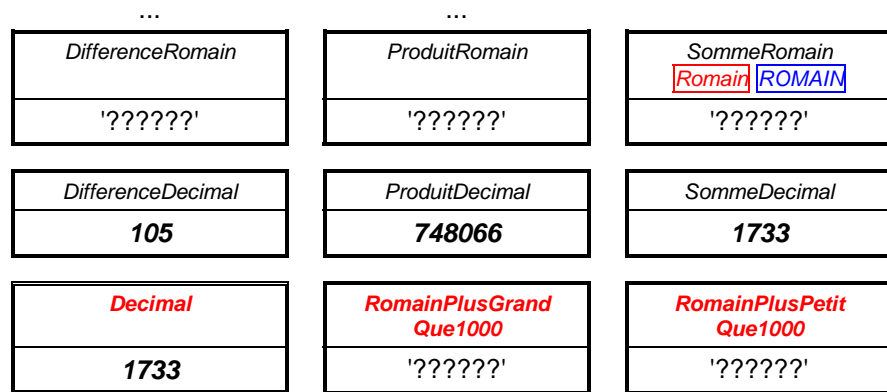 ... ...
DifferenceRomain ProduitRomain SommeRomain
Romain ROMAIN
'??????' '??????' '??????'
DifferenceDecimal ProduitDecimal SommeDecimal
105 748066 1733
Decimal RomainPlusGrand RomainPlusPetit
Que1000 Que1000
1733 '??????' '??????'